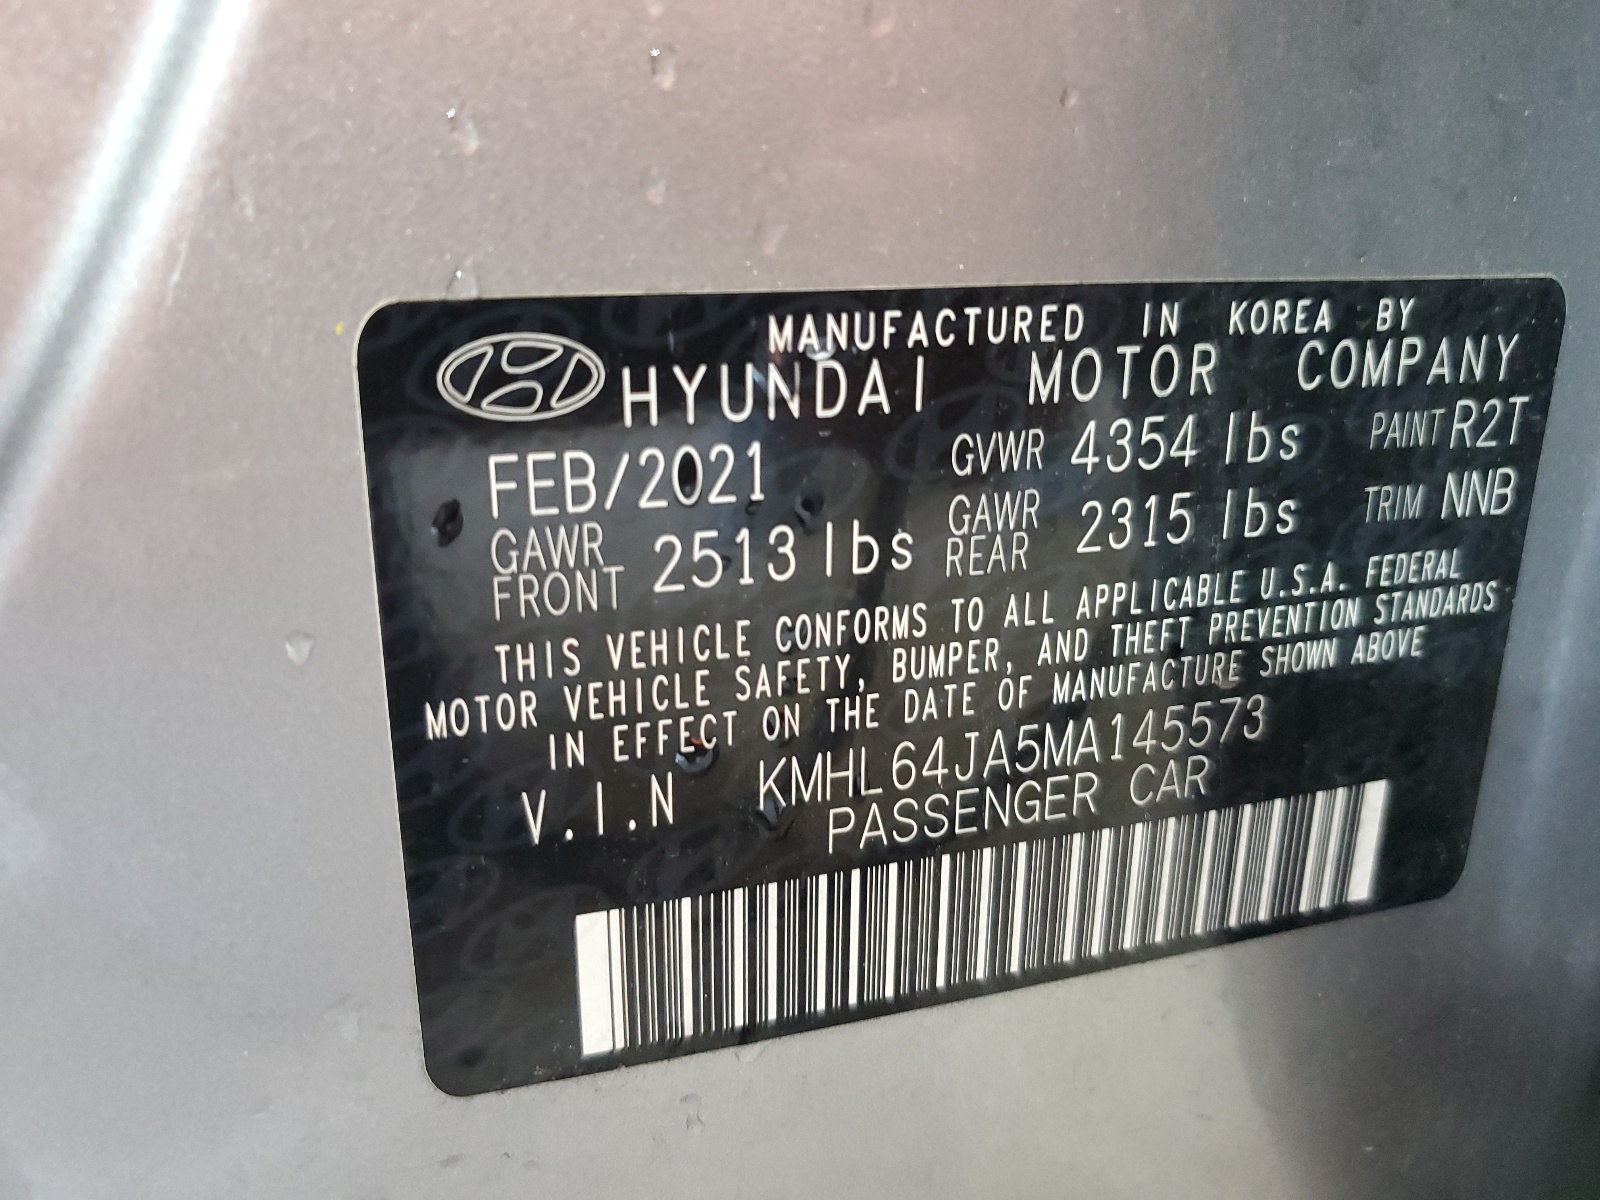 MANUFACTURED IN KOREA BY
HYUNDAI MOTOR COMPANY
FEB/2021 GVWR 4354 lbs PAINT R2T
GAWR FRONT 2513 lbs GAWR REAR 2315 lbs TRIM NNB
THIS VEHICLE CONFORMS TO ALL APPLICABLE U.S.A. FEDERAL
MOTOR VEHICLE SAFETY, BUMPER, AND THEFT PREVENTION STANDARDS
IN EFFECT ON THE DATE OF MANUFACTURE SHOWN ABOVE
V.I.N KMHL64JA5MA145573
PASSENGER CAR